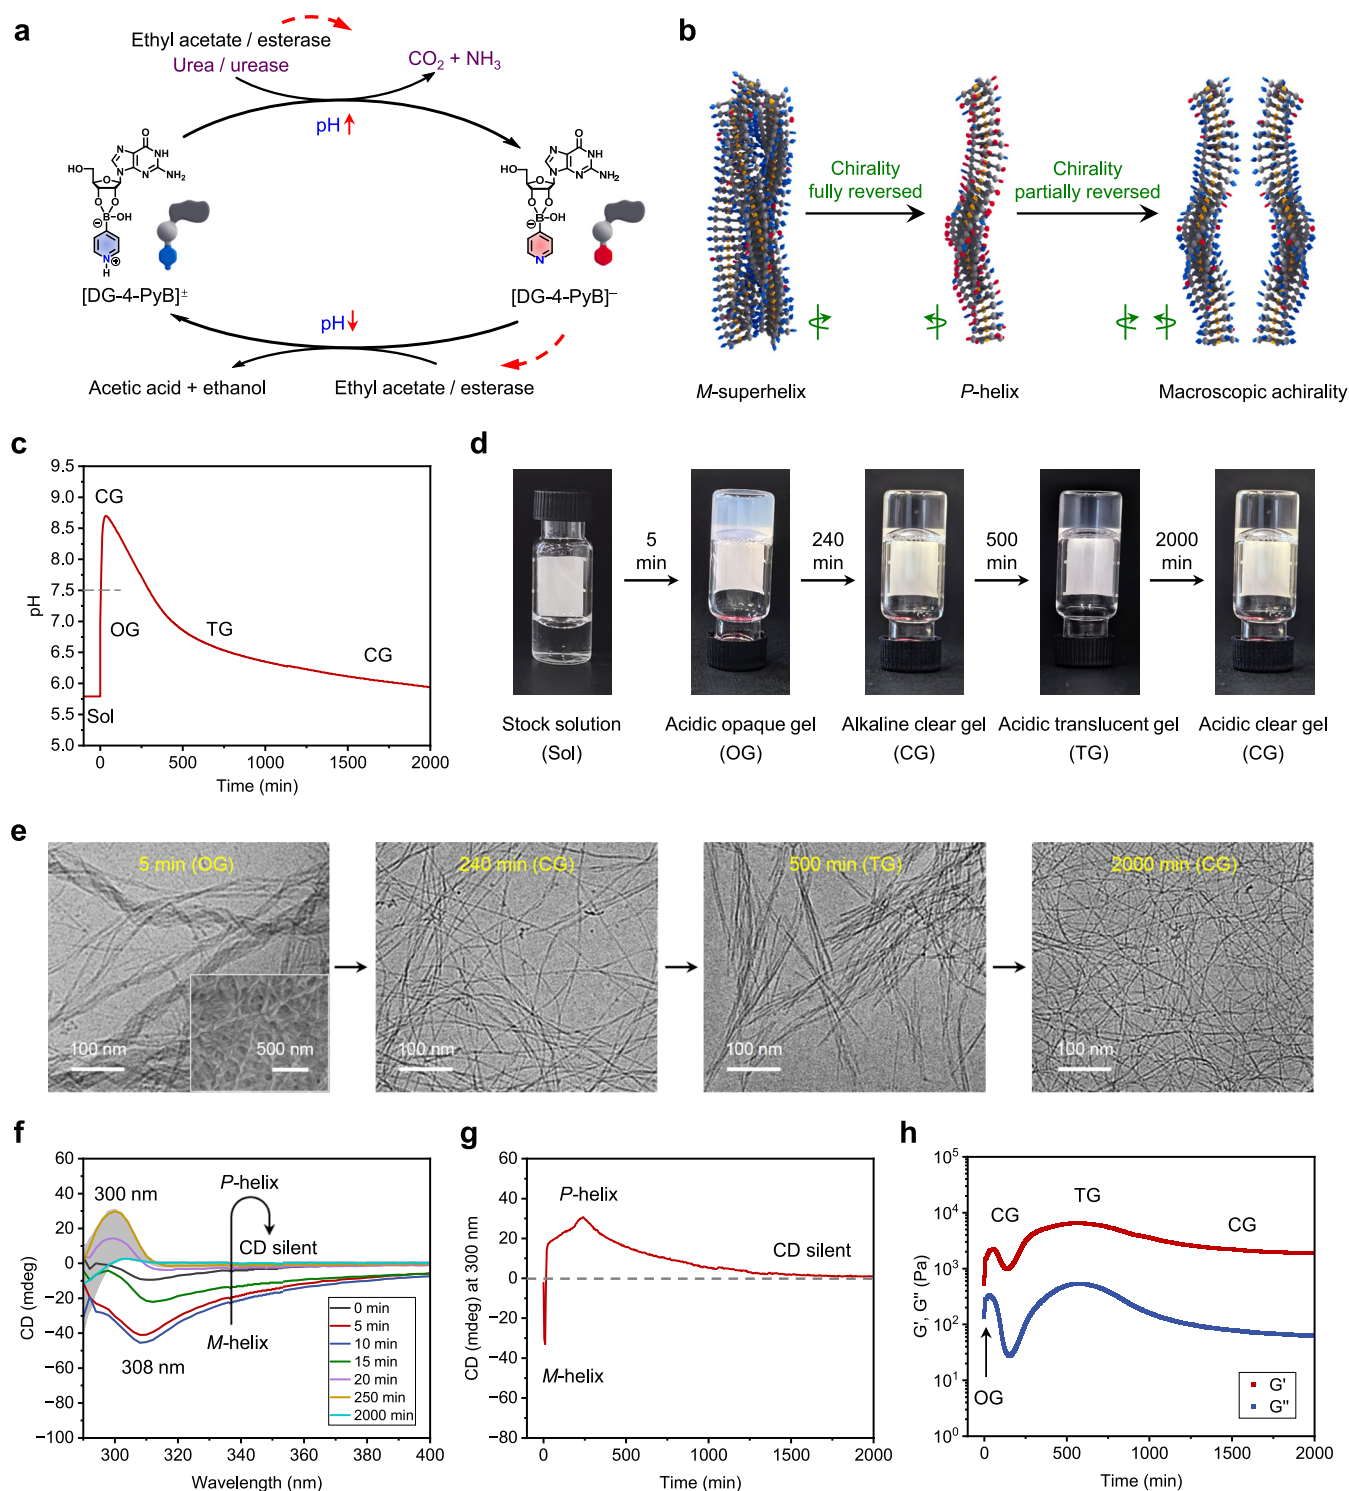 a
Ethyl acetate / esterase
Urea / urease
CO2 + NH3
pH
HO
O
O
O
N
N
N
NH
NH2
B
OH
⊖
N
⊕
H
[DG-4-PyB]±
HO
O
O
O
N
N
N
NH
NH2
B
OH
⊖
N
[DG-4-PyB]−
pH
Acetic acid + ethanol
Ethyl acetate / esterase
b
Chirality
fully reversed
Chirality
partially reversed
M-superhelix
P-helix
Macroscopic achirality
c
9.5
9.0
8.5
8.0
7.5
7.0
6.5
6.0
5.5
5.0
pH
CG
OG
TG
CG
Sol
0
500
1000
1500
2000
Time (min)
d
5
min
240
min
500
min
2000
min
Stock solution
(Sol)
Acidic opaque gel
(OG)
Alkaline clear gel
(CG)
Acidic translucent gel
(TG)
Acidic clear gel
(CG)
e
5 min (OG)
100 nm
500 nm
240 min (CG)
100 nm
500 min (TG)
100 nm
2000 min (CG)
100 nm
f
60
40
20
0
−20
−40
−60
−80
−100
CD (mdeg)
300 nm
P-helix
CD silent
M-helix
308 nm
0 min
5 min
10 min
15 min
20 min
250 min
2000 min
300
320
340
360
380
400
Wavelength (nm)
g
60
40
20
0
−20
−40
−60
−80
CD (mdeg) at 300 nm
P-helix
CD silent
M-helix
0
500
1000
1500
2000
Time (min)
h
10^5
10^4
10^3
10^2
10^1
10^0
G', G'' (Pa)
CG
TG
CG
OG
G'
G''
0
500
1000
1500
2000
Time (min)